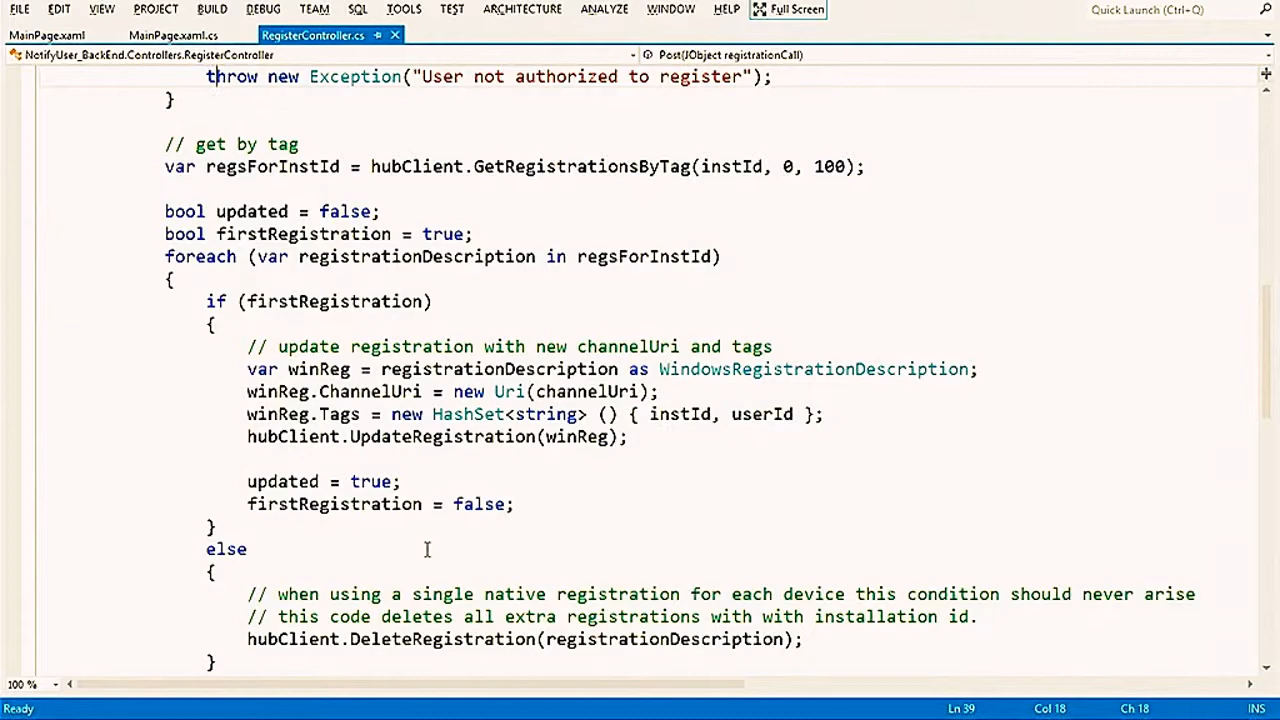 FILE EDIT VIEW PROJECT BUILD DEBUG TEAM SQL TOOLS TEST ARCHITECTURE ANALYZE WINDOW HELP Full Screen Quick Launch (Ctrl+Q)
MainPage.xaml MainPage.xaml.cs RegisterController.cs
NotifyUser_BackEnd.Controllers.RegisterController Post(JObject registrationCall)
throw new Exception("User not authorized to register");
}
// get by tag
var regsForInstId = hubClient.GetRegistrationsByTag(instId, 0, 100);
bool updated = false;
bool firstRegistration = true;
foreach (var registrationDescription in regsForInstId)
{
if (firstRegistration)
{
// update registration with new channelUri and tags
var winReg = registrationDescription as WindowsRegistrationDescription;
winReg.ChannelUri = new Uri(channelUri);
winReg.Tags = new HashSet<string> () { instId, userId };
hubClient.UpdateRegistration(winReg);
updated = true;
firstRegistration = false;
}
else
{
// when using a single native registration for each device this condition should never arise
// this code deletes all extra registrations with with installation id.
hubClient.DeleteRegistration(registrationDescription);
}
100 %
Ready Ln 39 Col 18 Ch 18 INS